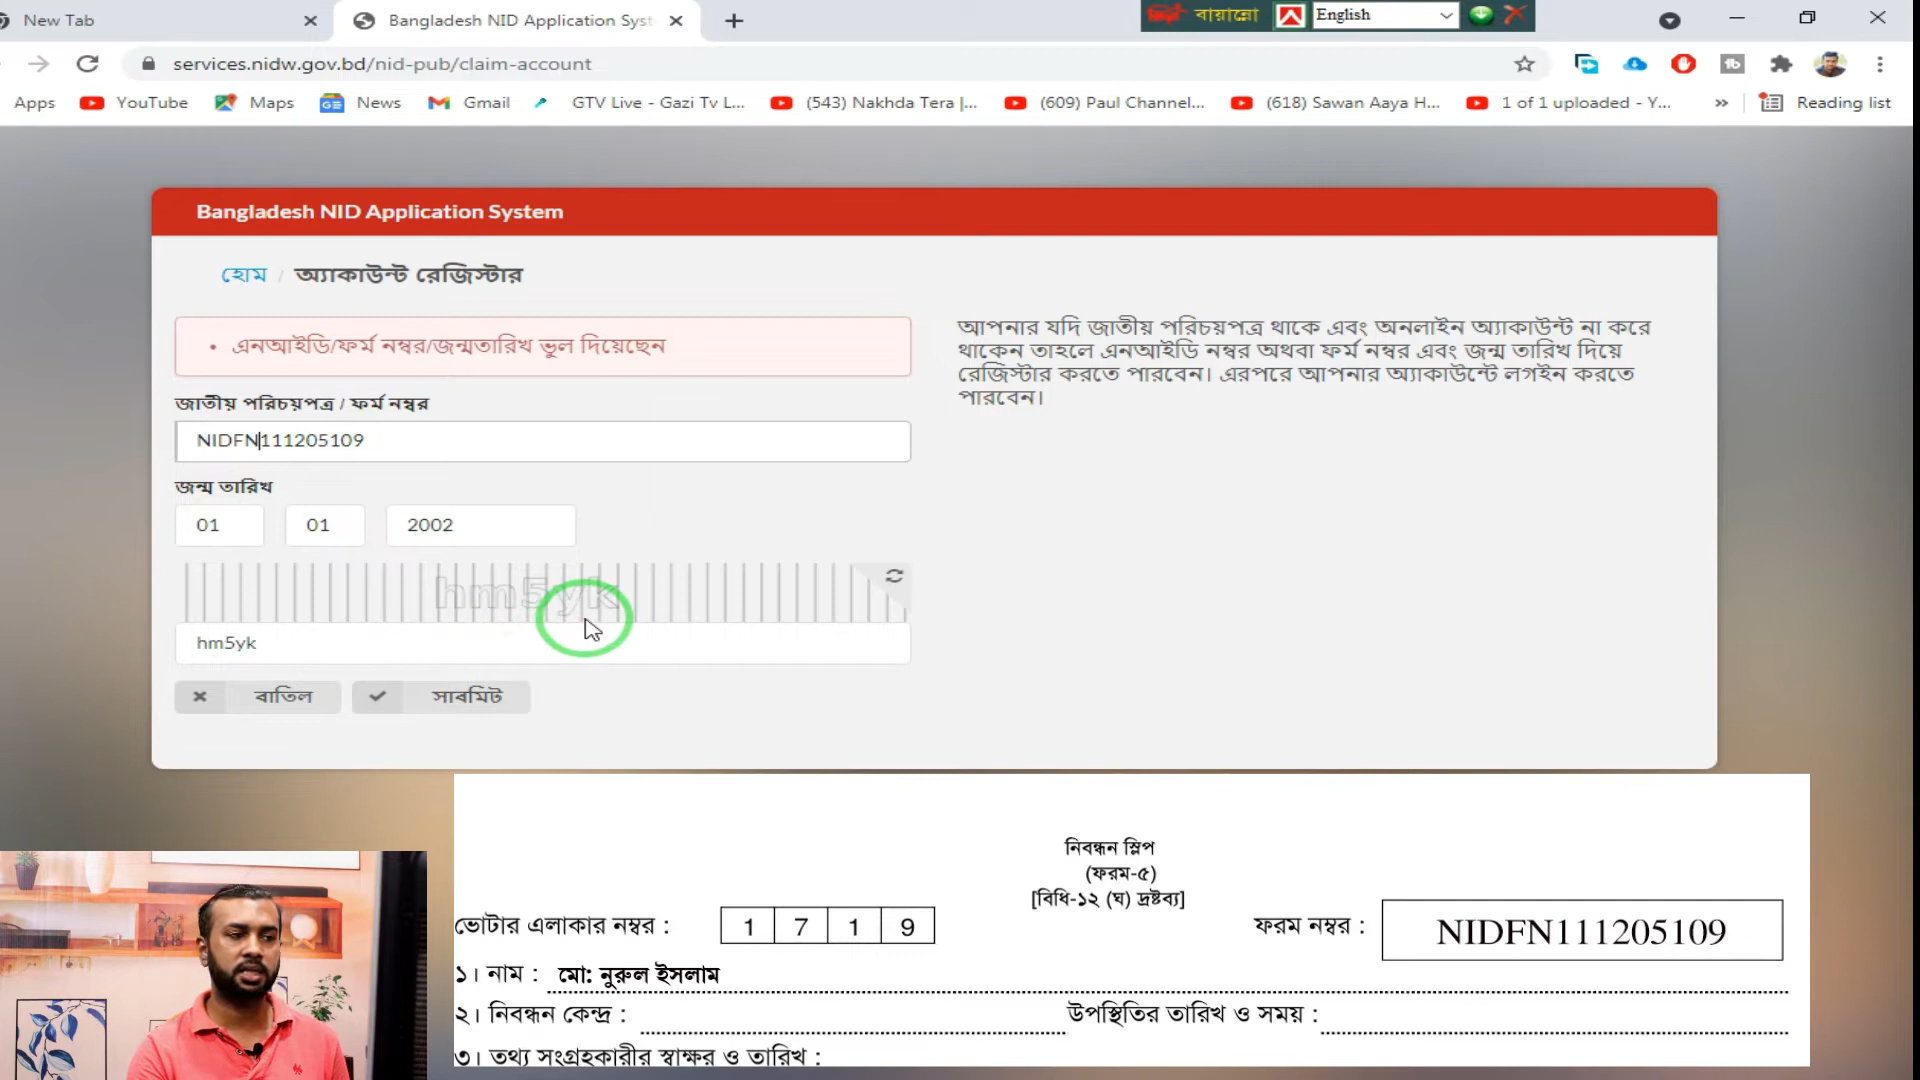 New Tab
Bangladesh NID Application Syst
বায়ান্নো English
services.nidw.gov.bd/nid-pub/claim-account
Apps YouTube Maps News Gmail GTV Live - Gazi Tv L... (543) Nakhda Tera |... (609) Paul Channel... (618) Sawan Aaya H... 1 of 1 uploaded - Y... » Reading list
Bangladesh NID Application System
হোম / অ্যাকাউন্ট রেজিস্টার
• এনআইডি/ফর্ম নম্বর/জন্মতারিখ ভুল দিয়েছেন
জাতীয় পরিচয়পত্র / ফর্ম নম্বর
NIDFN111205109
জন্ম তারিখ
01 01 2002
hm5yk
hm5yk
বাতিল সাবমিট
আপনার যদি জাতীয় পরিচয়পত্র থাকে এবং অনলাইন অ্যাকাউন্ট না করে
থাকেন তাহলে এনআইডি নম্বর অথবা ফর্ম নম্বর এবং জন্ম তারিখ দিয়ে
রেজিস্টার করতে পারবেন। এরপরে আপনার অ্যাকাউন্টে লগইন করতে
পারবেন।
নিবন্ধন স্লিপ
(ফরম-৫)
[বিধি-১২ (ঘ) দ্রষ্টব্য]
ভোটার এলাকার নম্বর : 1 7 1 9 ফরম নম্বর : NIDFN111205109
১। নাম : মো: নুরুল ইসলাম
২। নিবন্ধন কেন্দ্র : উপস্থিতির তারিখ ও সময় :
৩। তথ্য সংগ্রহকারীর স্বাক্ষর ও তারিখ :